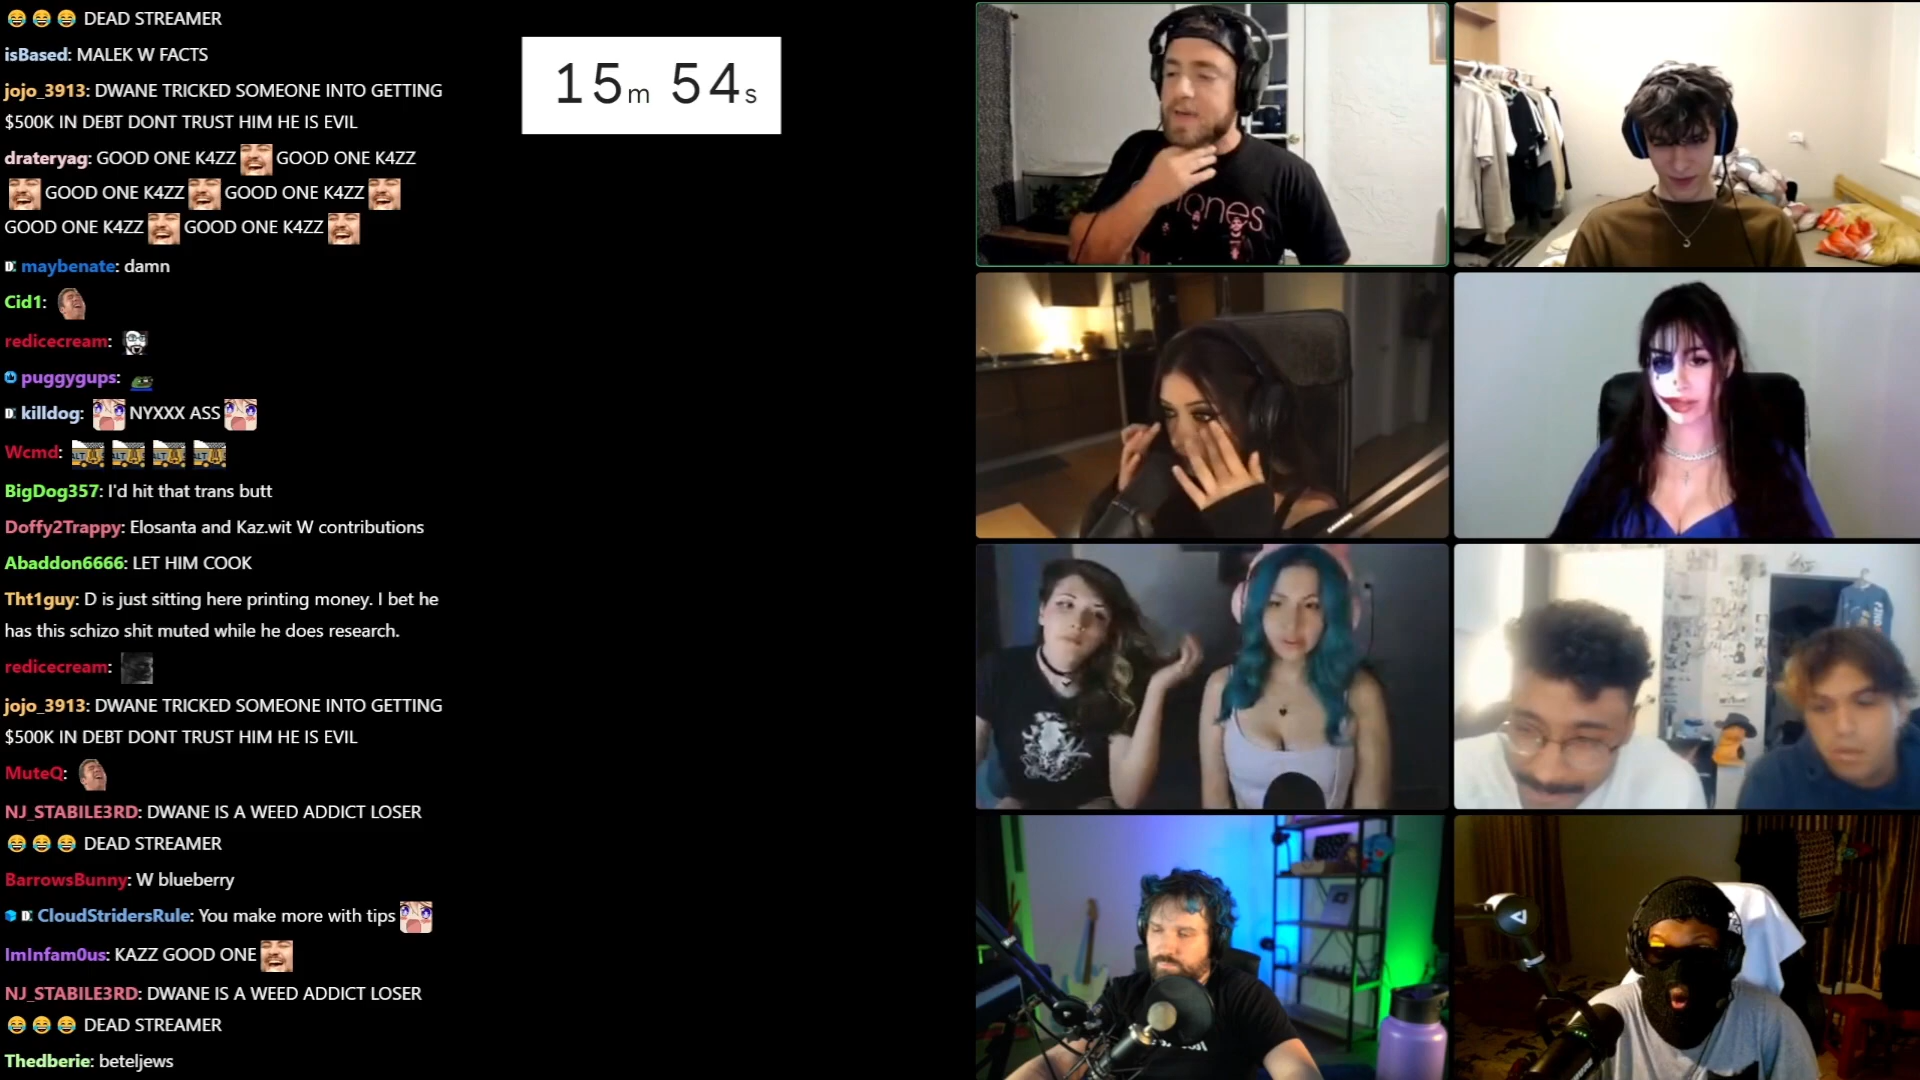 😂 😂 😂 DEAD STREAMER
isBased: MALEK W FACTS
jojo_3913: DWANE TRICKED SOMEONE INTO GETTING
$500K IN DEBT DONT TRUST HIM HE IS EVIL
drateryag: GOOD ONE K4ZZ GOOD ONE K4ZZ
GOOD ONE K4ZZ GOOD ONE K4ZZ
GOOD ONE K4ZZ GOOD ONE K4ZZ
maybenate: damn
Cid1:
redicecream:
puggygups:
killdog: NYXXX ASS
Wcmd:
BigDog357: I'd hit that trans butt
Doffy2Trappy: Elosanta and Kaz.wit W contributions
Abaddon6666: LET HIM COOK
Tht1guy: D is just sitting here printing money. I bet he
has this schizo shit muted while he does research.
redicecream:
jojo_3913: DWANE TRICKED SOMEONE INTO GETTING
$500K IN DEBT DONT TRUST HIM HE IS EVIL
MuteQ:
NJ_STABILE3RD: DWANE IS A WEED ADDICT LOSER
😂 😂 😂 DEAD STREAMER
BarrowsBunny: W blueberry
CloudStridersRule: You make more with tips
ImInfam0us: KAZZ GOOD ONE
NJ_STABILE3RD: DWANE IS A WEED ADDICT LOSER
😂 😂 😂 DEAD STREAMER
Thedberie: beteljews
15m 54s